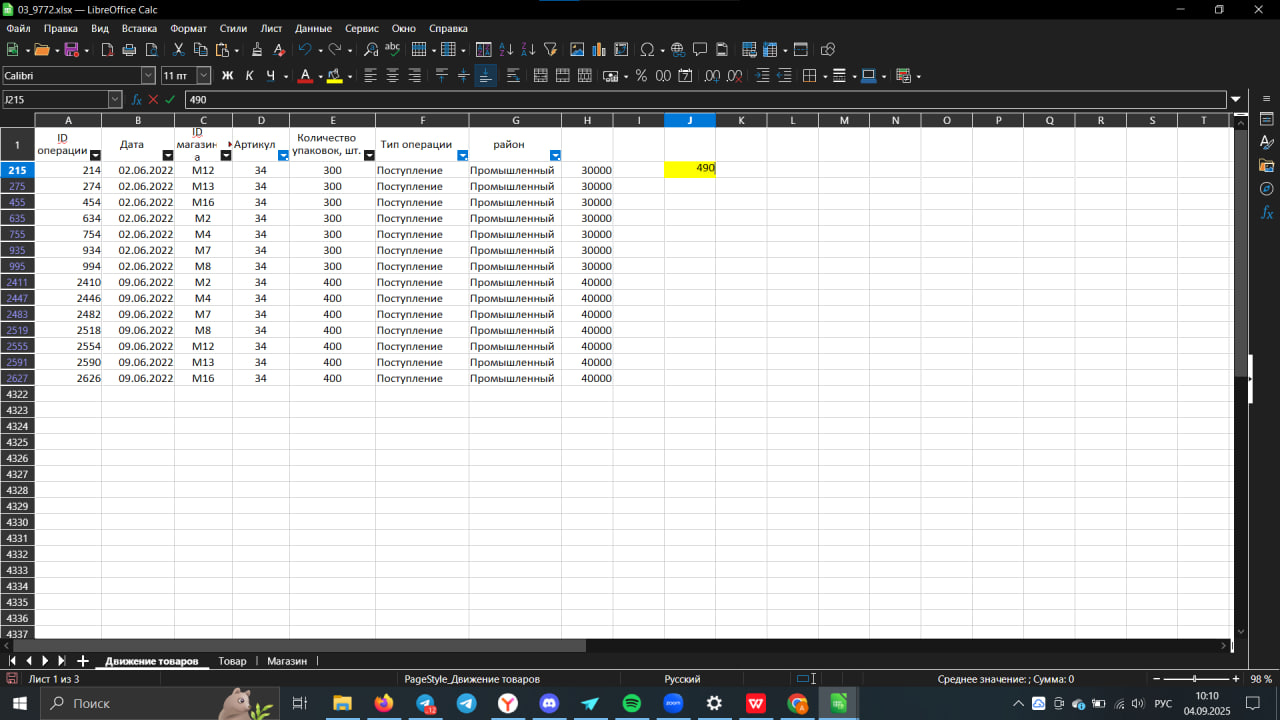 03_9772.xlsx — LibreOffice Calc
Файл Правка Вид Вставка Формат Стили Лист Данные Сервис Окно Справка
Calibri 11 пт Ж К Ч А
J215 fx 490
A B C D E F G H I J K L M N O P Q R S T
1 ID операции Дата ID магазина Артикул Количество упаковок, шт. Тип операции район
215 214 02.06.2022 M12 34 300 Поступление Промышленный 30000 490
275 274 02.06.2022 M13 34 300 Поступление Промышленный 30000
455 454 02.06.2022 M16 34 300 Поступление Промышленный 30000
635 634 02.06.2022 M2 34 300 Поступление Промышленный 30000
755 754 02.06.2022 M4 34 300 Поступление Промышленный 30000
935 934 02.06.2022 M7 34 300 Поступление Промышленный 30000
995 994 02.06.2022 M8 34 300 Поступление Промышленный 30000
2411 2410 09.06.2022 M2 34 400 Поступление Промышленный 40000
2447 2446 09.06.2022 M4 34 400 Поступление Промышленный 40000
2483 2482 09.06.2022 M7 34 400 Поступление Промышленный 40000
2519 2518 09.06.2022 M8 34 400 Поступление Промышленный 40000
2555 2554 09.06.2022 M12 34 400 Поступление Промышленный 40000
2591 2590 09.06.2022 M13 34 400 Поступление Промышленный 40000
2627 2626 09.06.2022 M16 34 400 Поступление Промышленный 40000
4322
4323
4324
4325
4326
4327
4328
4329
4330
4331
4332
4333
4334
4335
4336
4337
Движение товаров Товар Магазин
Лист 1 из 3 PageStyle_Движение товаров Русский Среднее значение: ; Сумма: 0 98 %
Поиск РУС 10:10
04.09.2025